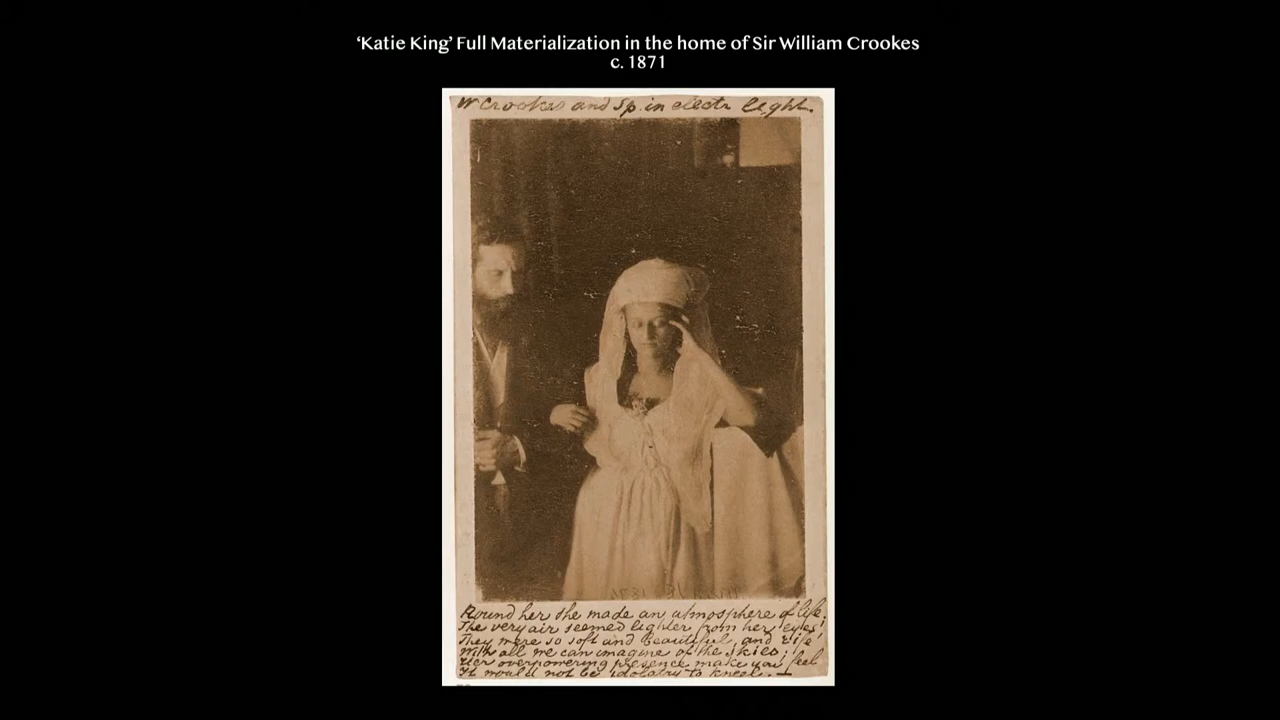 ‘Katie King’ Full Materialization in the home of Sir William Crookes
c. 1871
W Crookes and Sp. in electr light.
Round her she made an atmosphere of life;
The very air seemed lighter from her eyes;
They were so soft and beautiful, and rife
With all we can imagine of the skies;
Her overpowering presence make you feel
It would not be idolatry to kneel.—